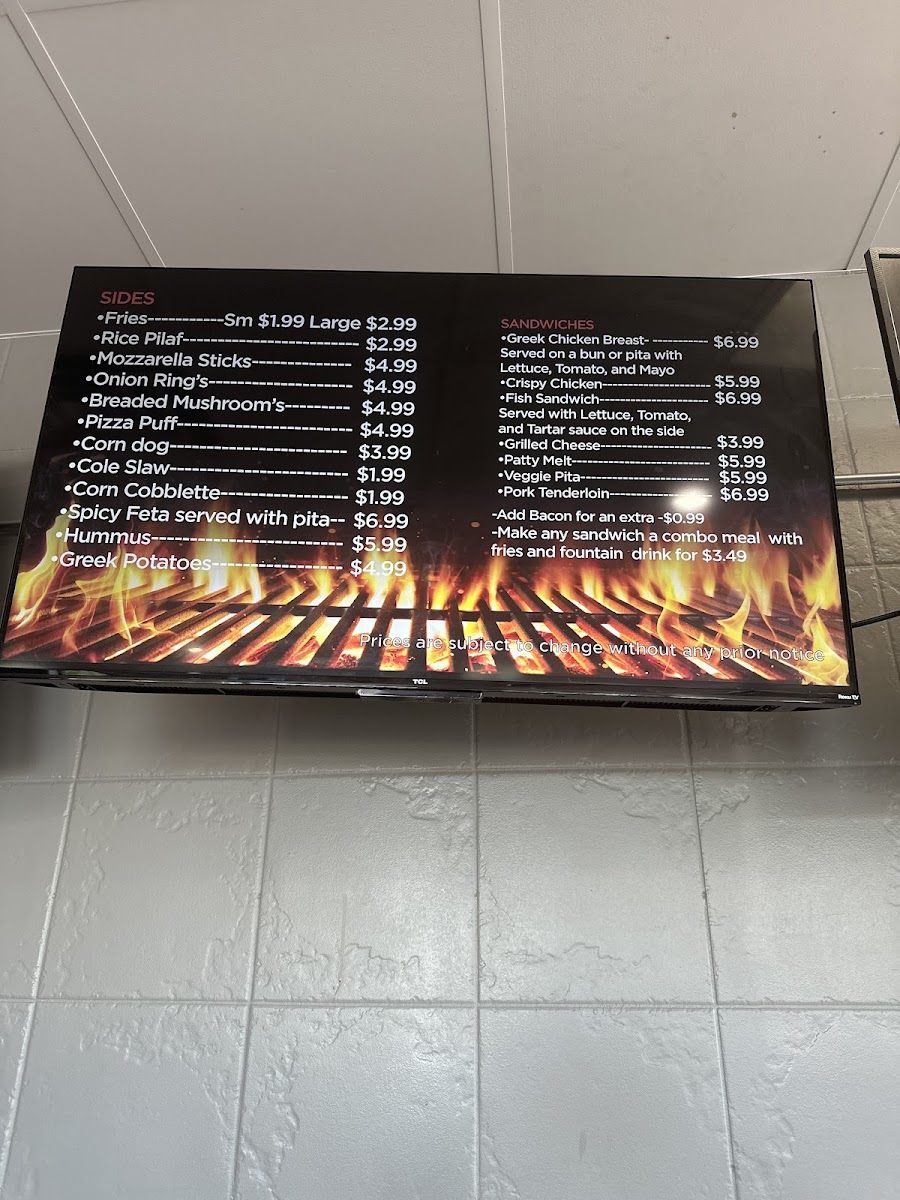 SIDES
•Fries-----------Sm $1.99 Large $2.99
•Rice Pilaf------------------------ $2.99
•Mozzarella Sticks------------- $4.99
•Onion Ring's------------------- $4.99
•Breaded Mushroom's--------- $4.99
•Pizza Puff------------------------ $4.99
•Corn dog------------------------ $3.99
•Cole Slaw------------------------ $1.99
•Corn Cobblette----------------- $1.99
•Spicy Feta served with pita-- $6.99
•Hummus------------------------- $5.99
•Greek Potatoes----------------- $4.99
SANDWICHES
•Greek Chicken Breast- ----------- $6.99
Served on a bun or pita with
Lettuce, Tomato, and Mayo
•Crispy Chicken--------------------- $5.99
•Fish Sandwich--------------------- $6.99
Served with Lettuce, Tomato,
and Tartar sauce on the side
•Grilled Cheese--------------------- $3.99
•Patty Melt--------------------------- $5.99
•Veggie Pita------------------------- $5.99
•Pork Tenderloin-------------------- $6.99
-Add Bacon for an extra -$0.99
-Make any sandwich a combo meal with
fries and fountain drink for $3.49
Prices are subject to change without any prior notice
TCL
Roku TV